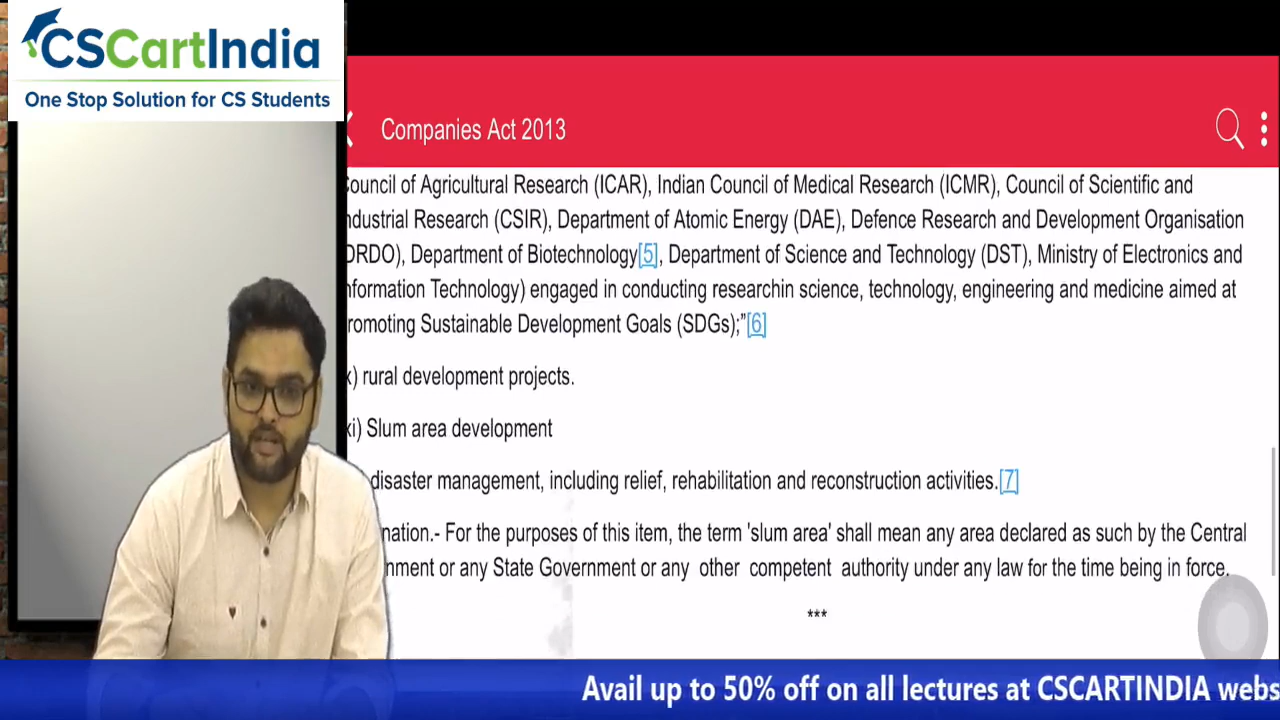 CSCartIndia
One Stop Solution for CS Students
Companies Act 2013
ouncil of Agricultural Research (ICAR), Indian Council of Medical Research (ICMR), Council of Scientific and
ndustrial Research (CSIR), Department of Atomic Energy (DAE), Defence Research and Development Organisation
DRDO), Department of Biotechnology[5], Department of Science and Technology (DST), Ministry of Electronics and
nformation Technology) engaged in conducting researchin science, technology, engineering and medicine aimed at
romoting Sustainable Development Goals (SDGs);”[6]
x) rural development projects.
xi) Slum area development
disaster management, including relief, rehabilitation and reconstruction activities.[7]
nation.- For the purposes of this item, the term 'slum area' shall mean any area declared as such by the Central
nment or any State Government or any other competent authority under any law for the time being in force.
***
Avail up to 50% off on all lectures at CSCARTINDIA webs